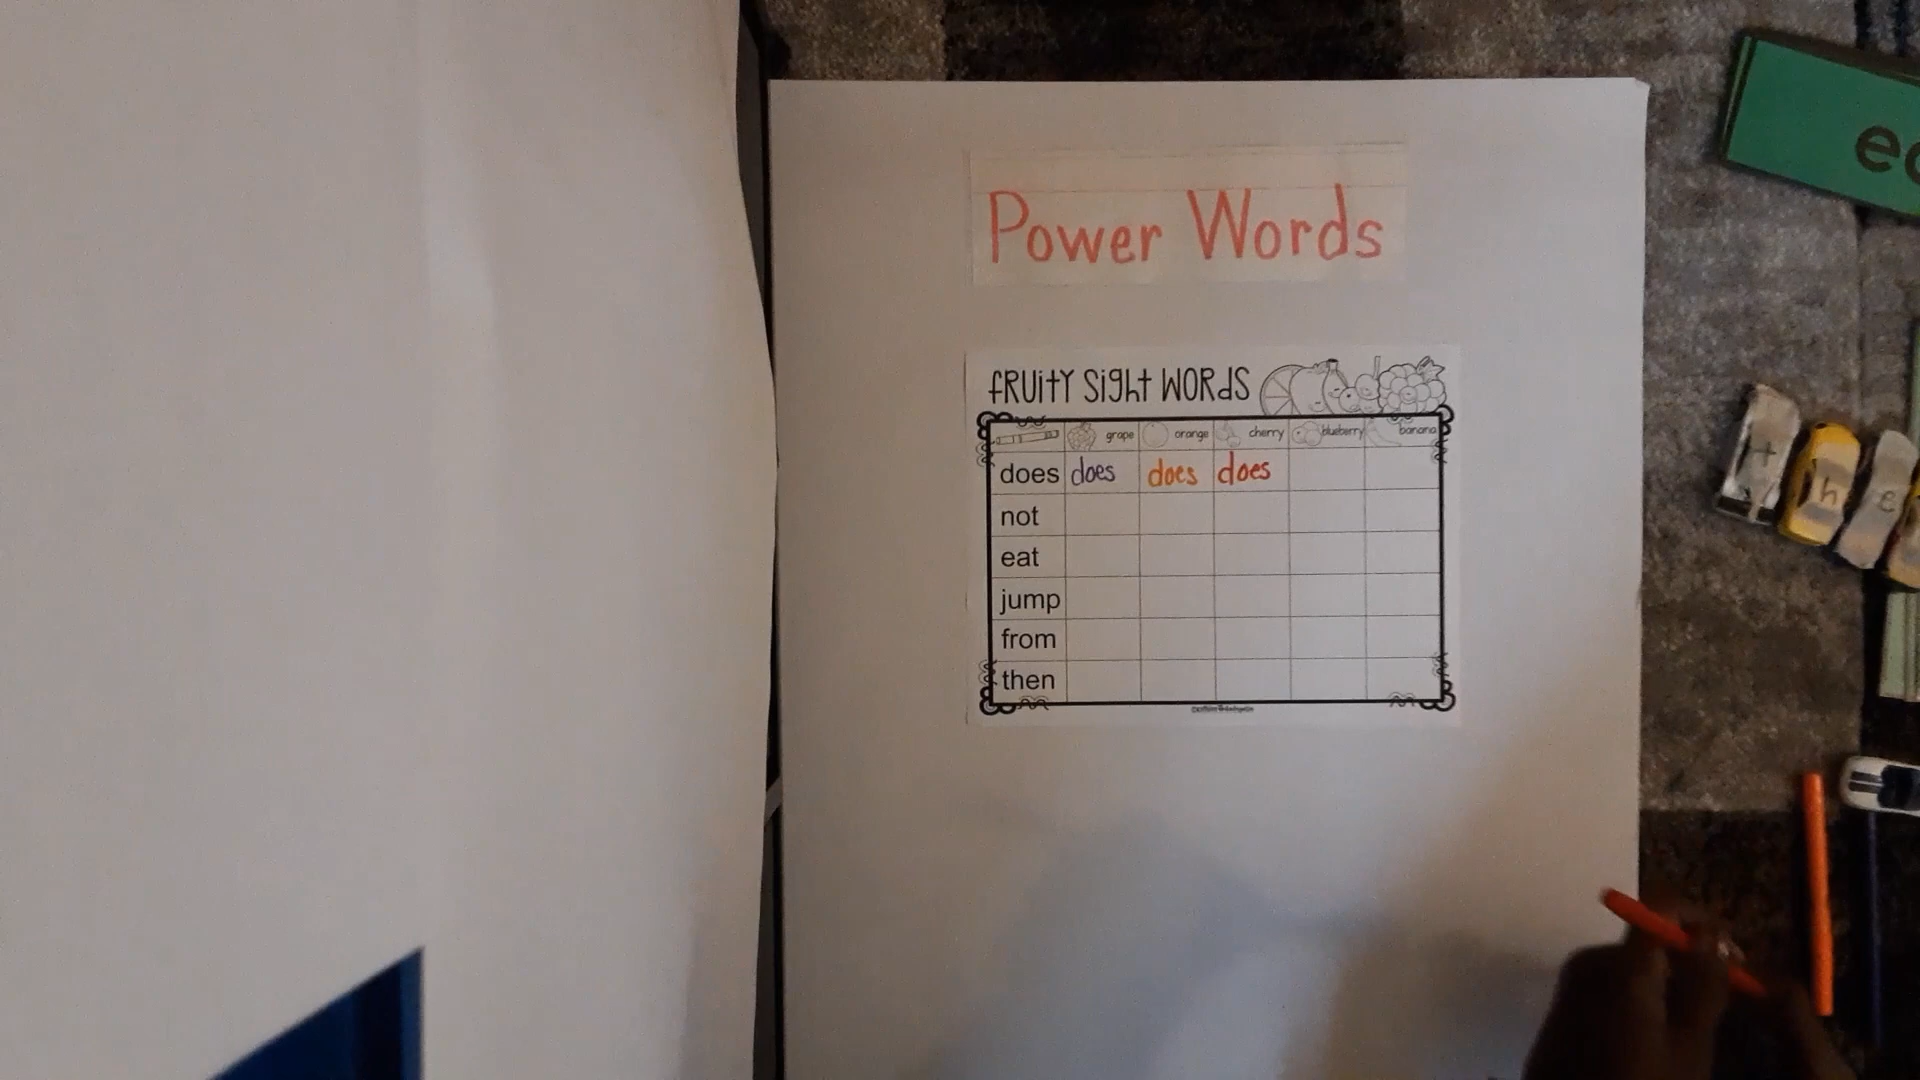 Power Words
fRUiTY SigHT WORds
grape orange cherry blueberry banana
does does does does
not
eat
jump
from
then
h
e